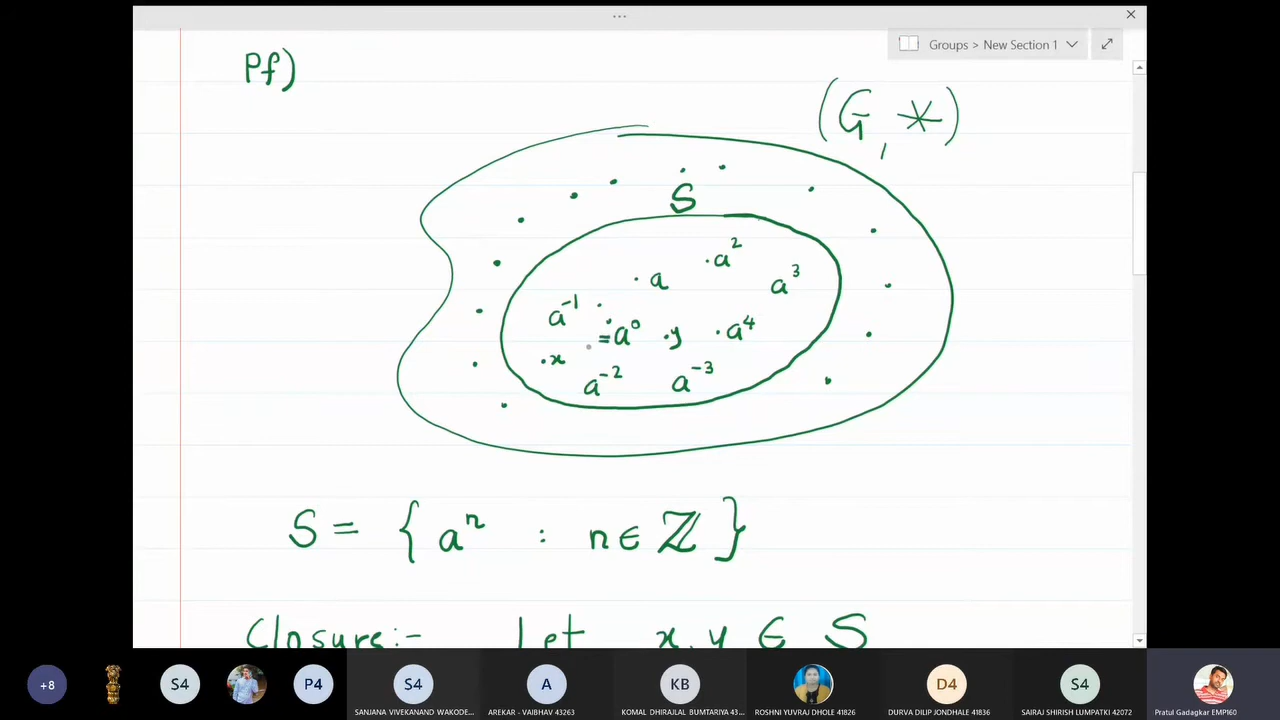 Groups > New Section 1
Pf)
(G, *)
S
a²
a
a³
a⁻¹
=a⁰
y
a⁴
x
a⁻²
a⁻³
S = { aⁿ : n ∈ ℤ }
Closure:- Let x, y ∈ S
+8
S4
P4
S4
A
KB
D4
S4
SANJANA VIVEKANAND WAKODE...
AREKAR - VAIBHAV 43263
KOMAL DHIRAJLAL BUMTARIYA 43...
ROSHNI YUVRAJ DHOLE 41826
DURVA DILIP JONDHALE 41836
SAIRAJ SHIRISH LUMPATKI 42072
Pratul Gadagkar EMPI60